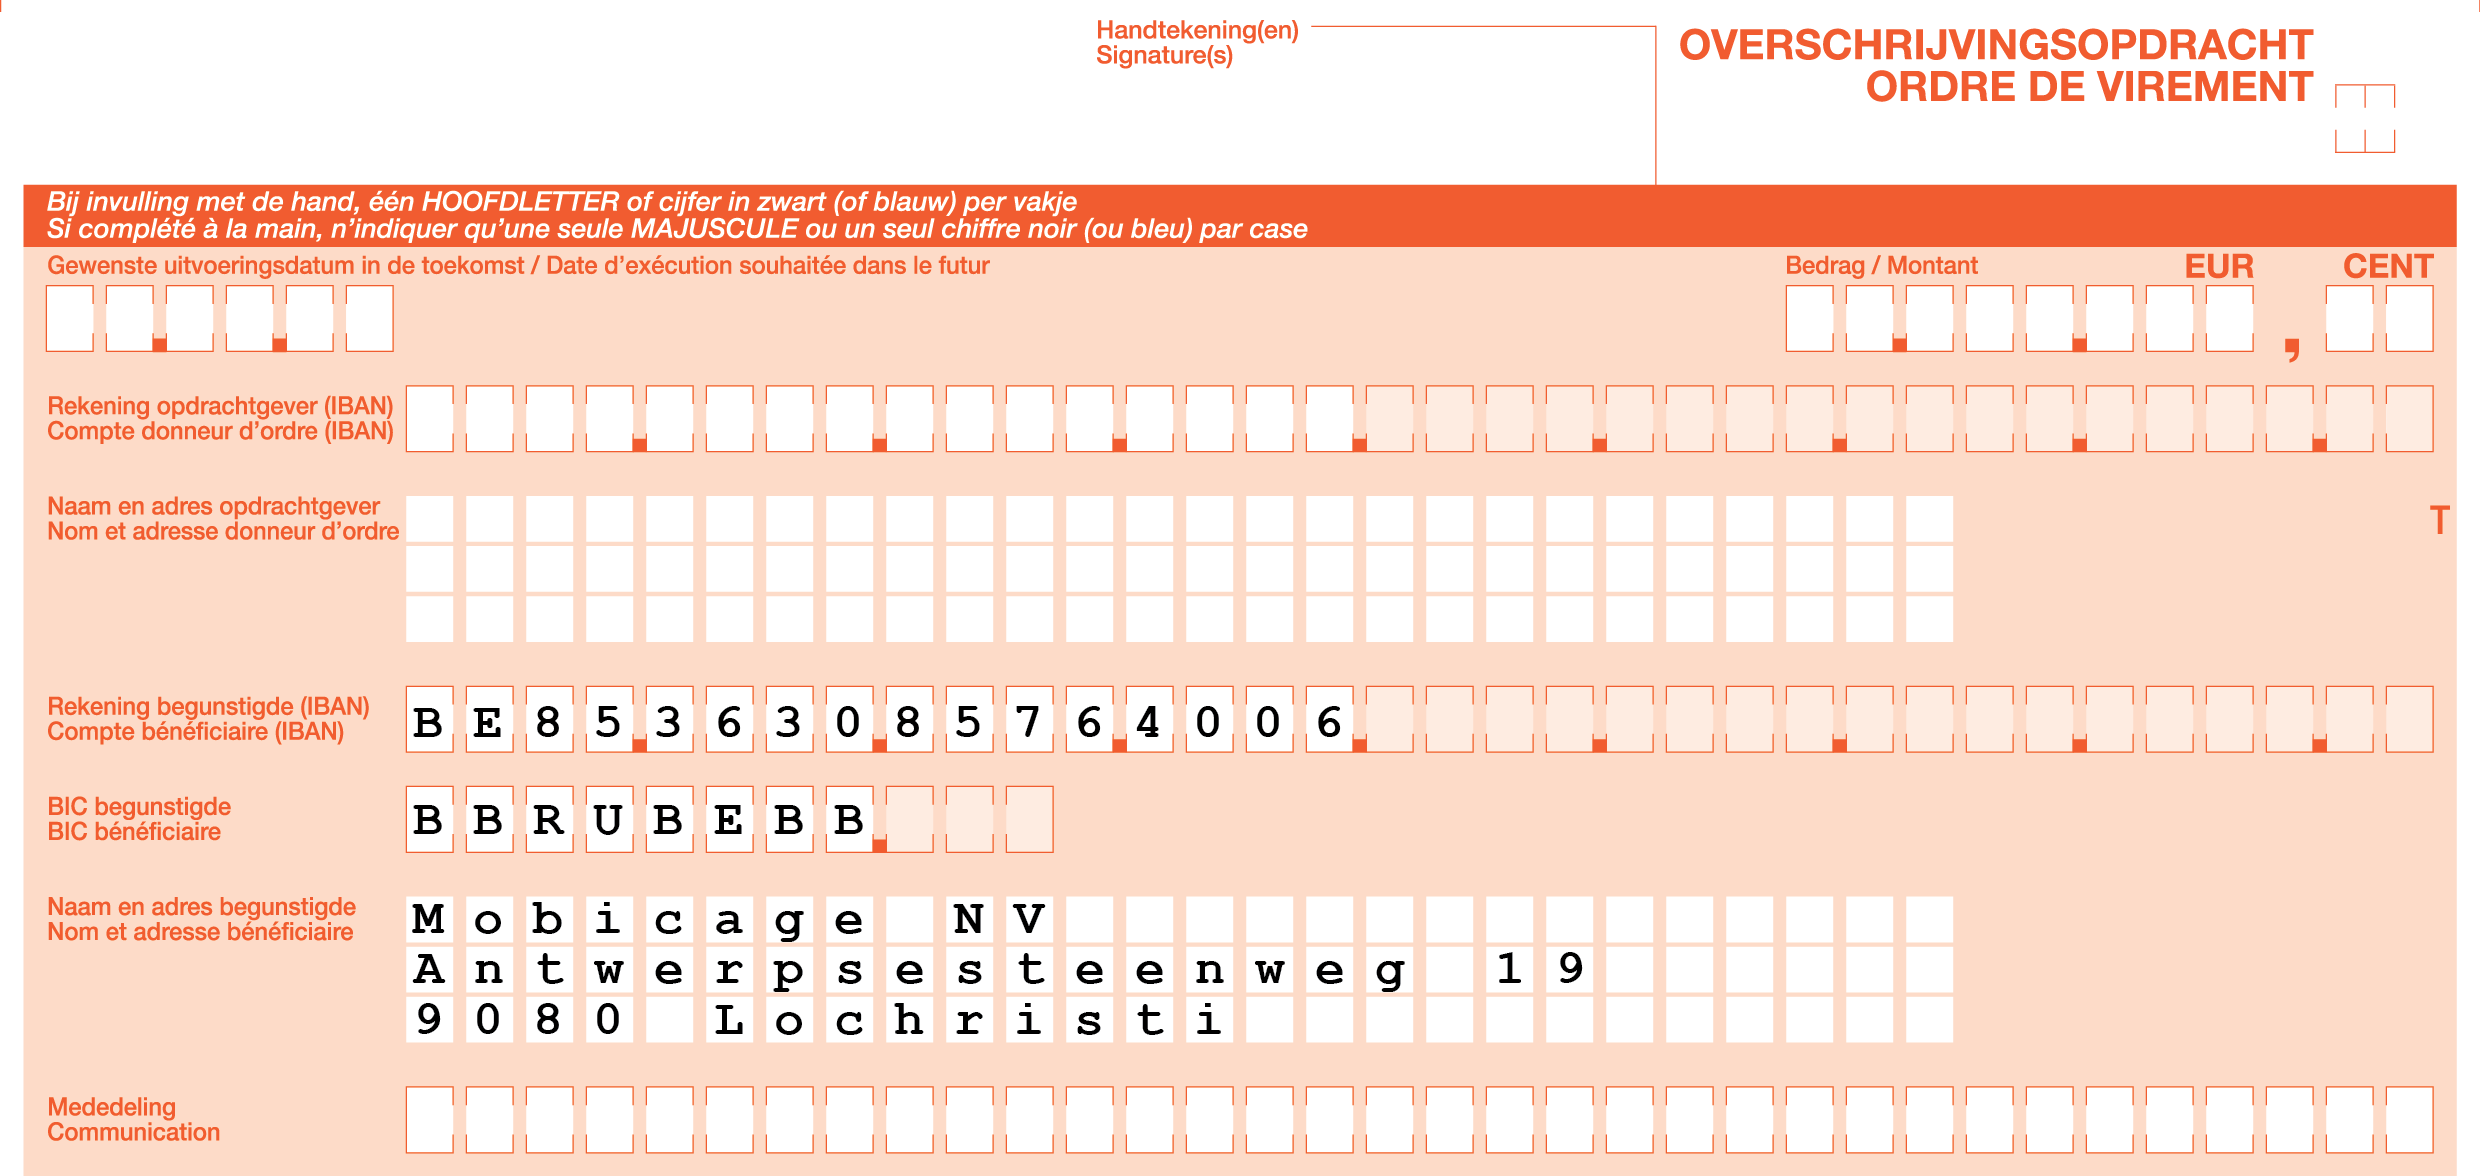 Handtekening(en)
Signature(s)
OVERSCHRIJVINGSOPDRACHT
ORDRE DE VIREMENT
Bij invulling met de hand, één HOOFDLETTER of cijfer in zwart (of blauw) per vakje
Si complété à la main, n'indiquer qu'une seule MAJUSCULE ou un seul chiffre noir (ou bleu) par case
Gewenste uitvoeringsdatum in de toekomst / Date d'exécution souhaitée dans le futur
Bedrag / Montant EUR CENT
,
Rekening opdrachtgever (IBAN)
Compte donneur d'ordre (IBAN)
Naam en adres opdrachtgever
Nom et adresse donneur d'ordre
T
Rekening begunstigde (IBAN)
Compte bénéficiaire (IBAN)
BE85.3630.8576.4006.
BIC begunstigde
BIC bénéficiaire
BBRUBEBB.
Naam en adres begunstigde
Nom et adresse bénéficiaire
Mobicage NV
Antwerpsesteenweg 19
9080 Lochristi
Mededeling
Communication